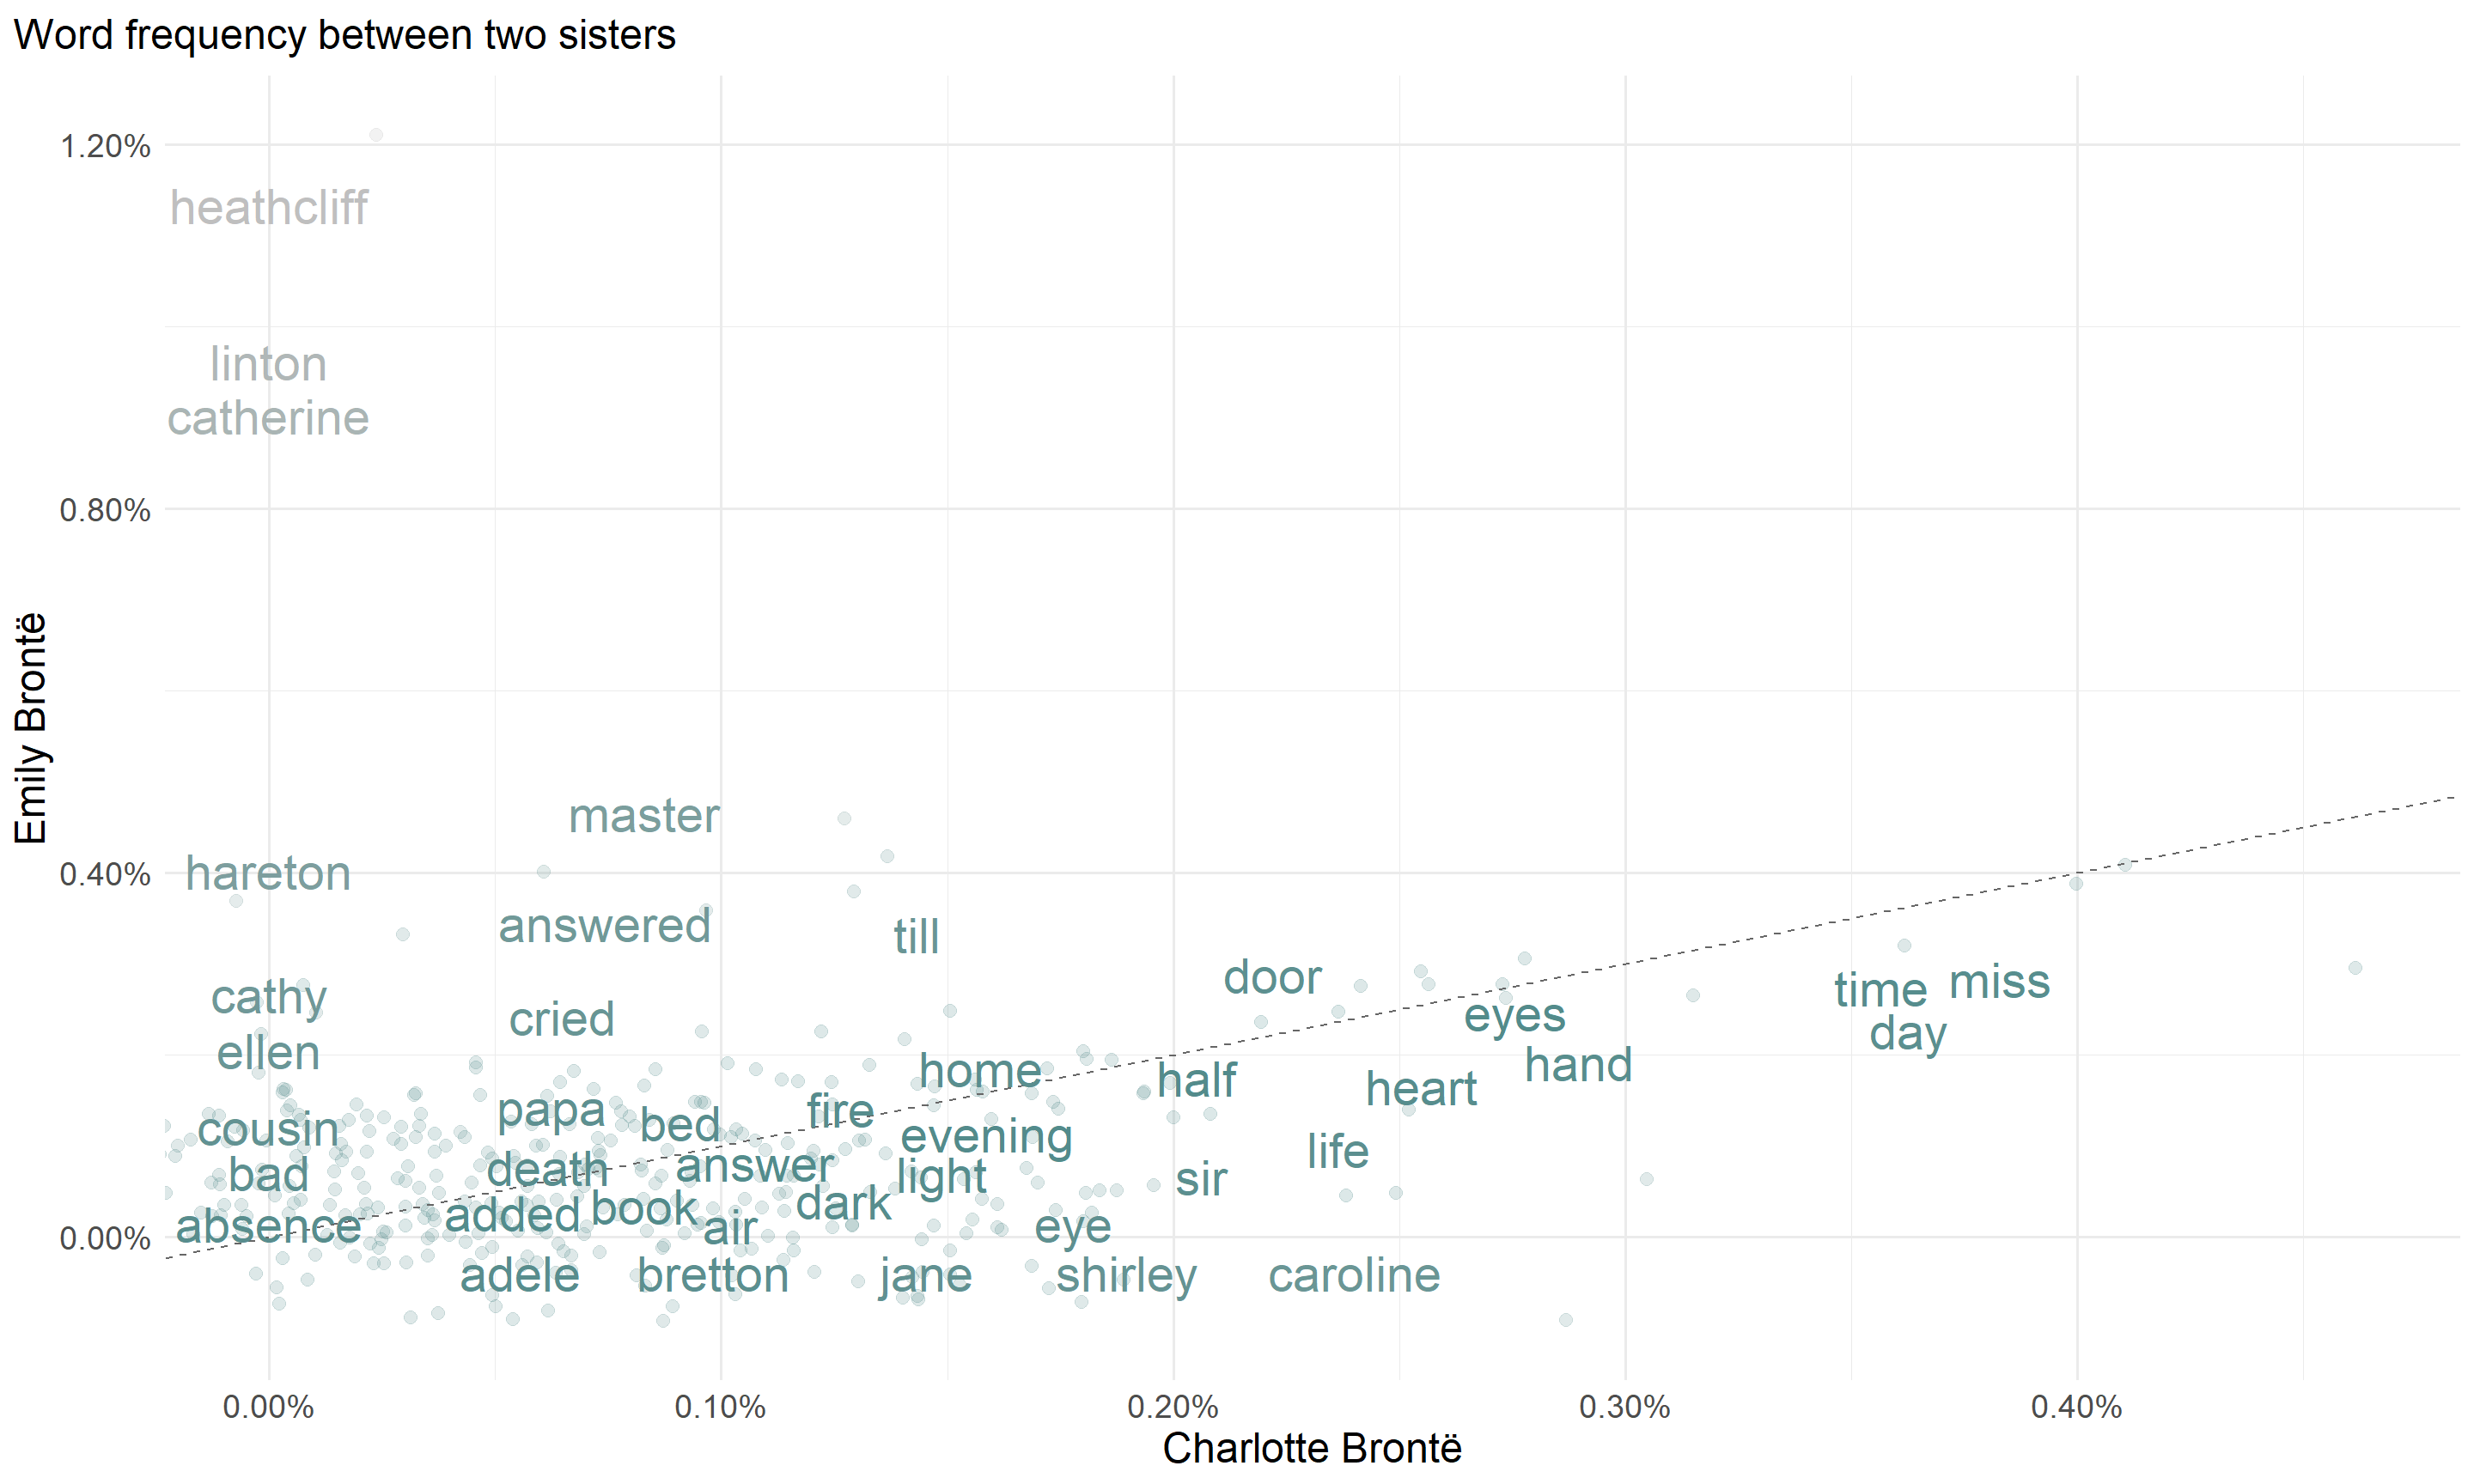 Word frequency between two sisters
1.20%
heathcliff
linton
catherine
0.80%
Emily Brontë
master
0.40%
hareton
answered
till
door
time
miss
cathy
cried
eyes
day
ellen
home
half
hand
heart
cousin
papa
bed
fire
evening
life
bad
death
answer
light
sir
absence
added
book
air
dark
eye
0.00%
adele
bretton
jane
shirley
caroline
0.00%
0.10%
0.20%
0.30%
0.40%
Charlotte Brontë